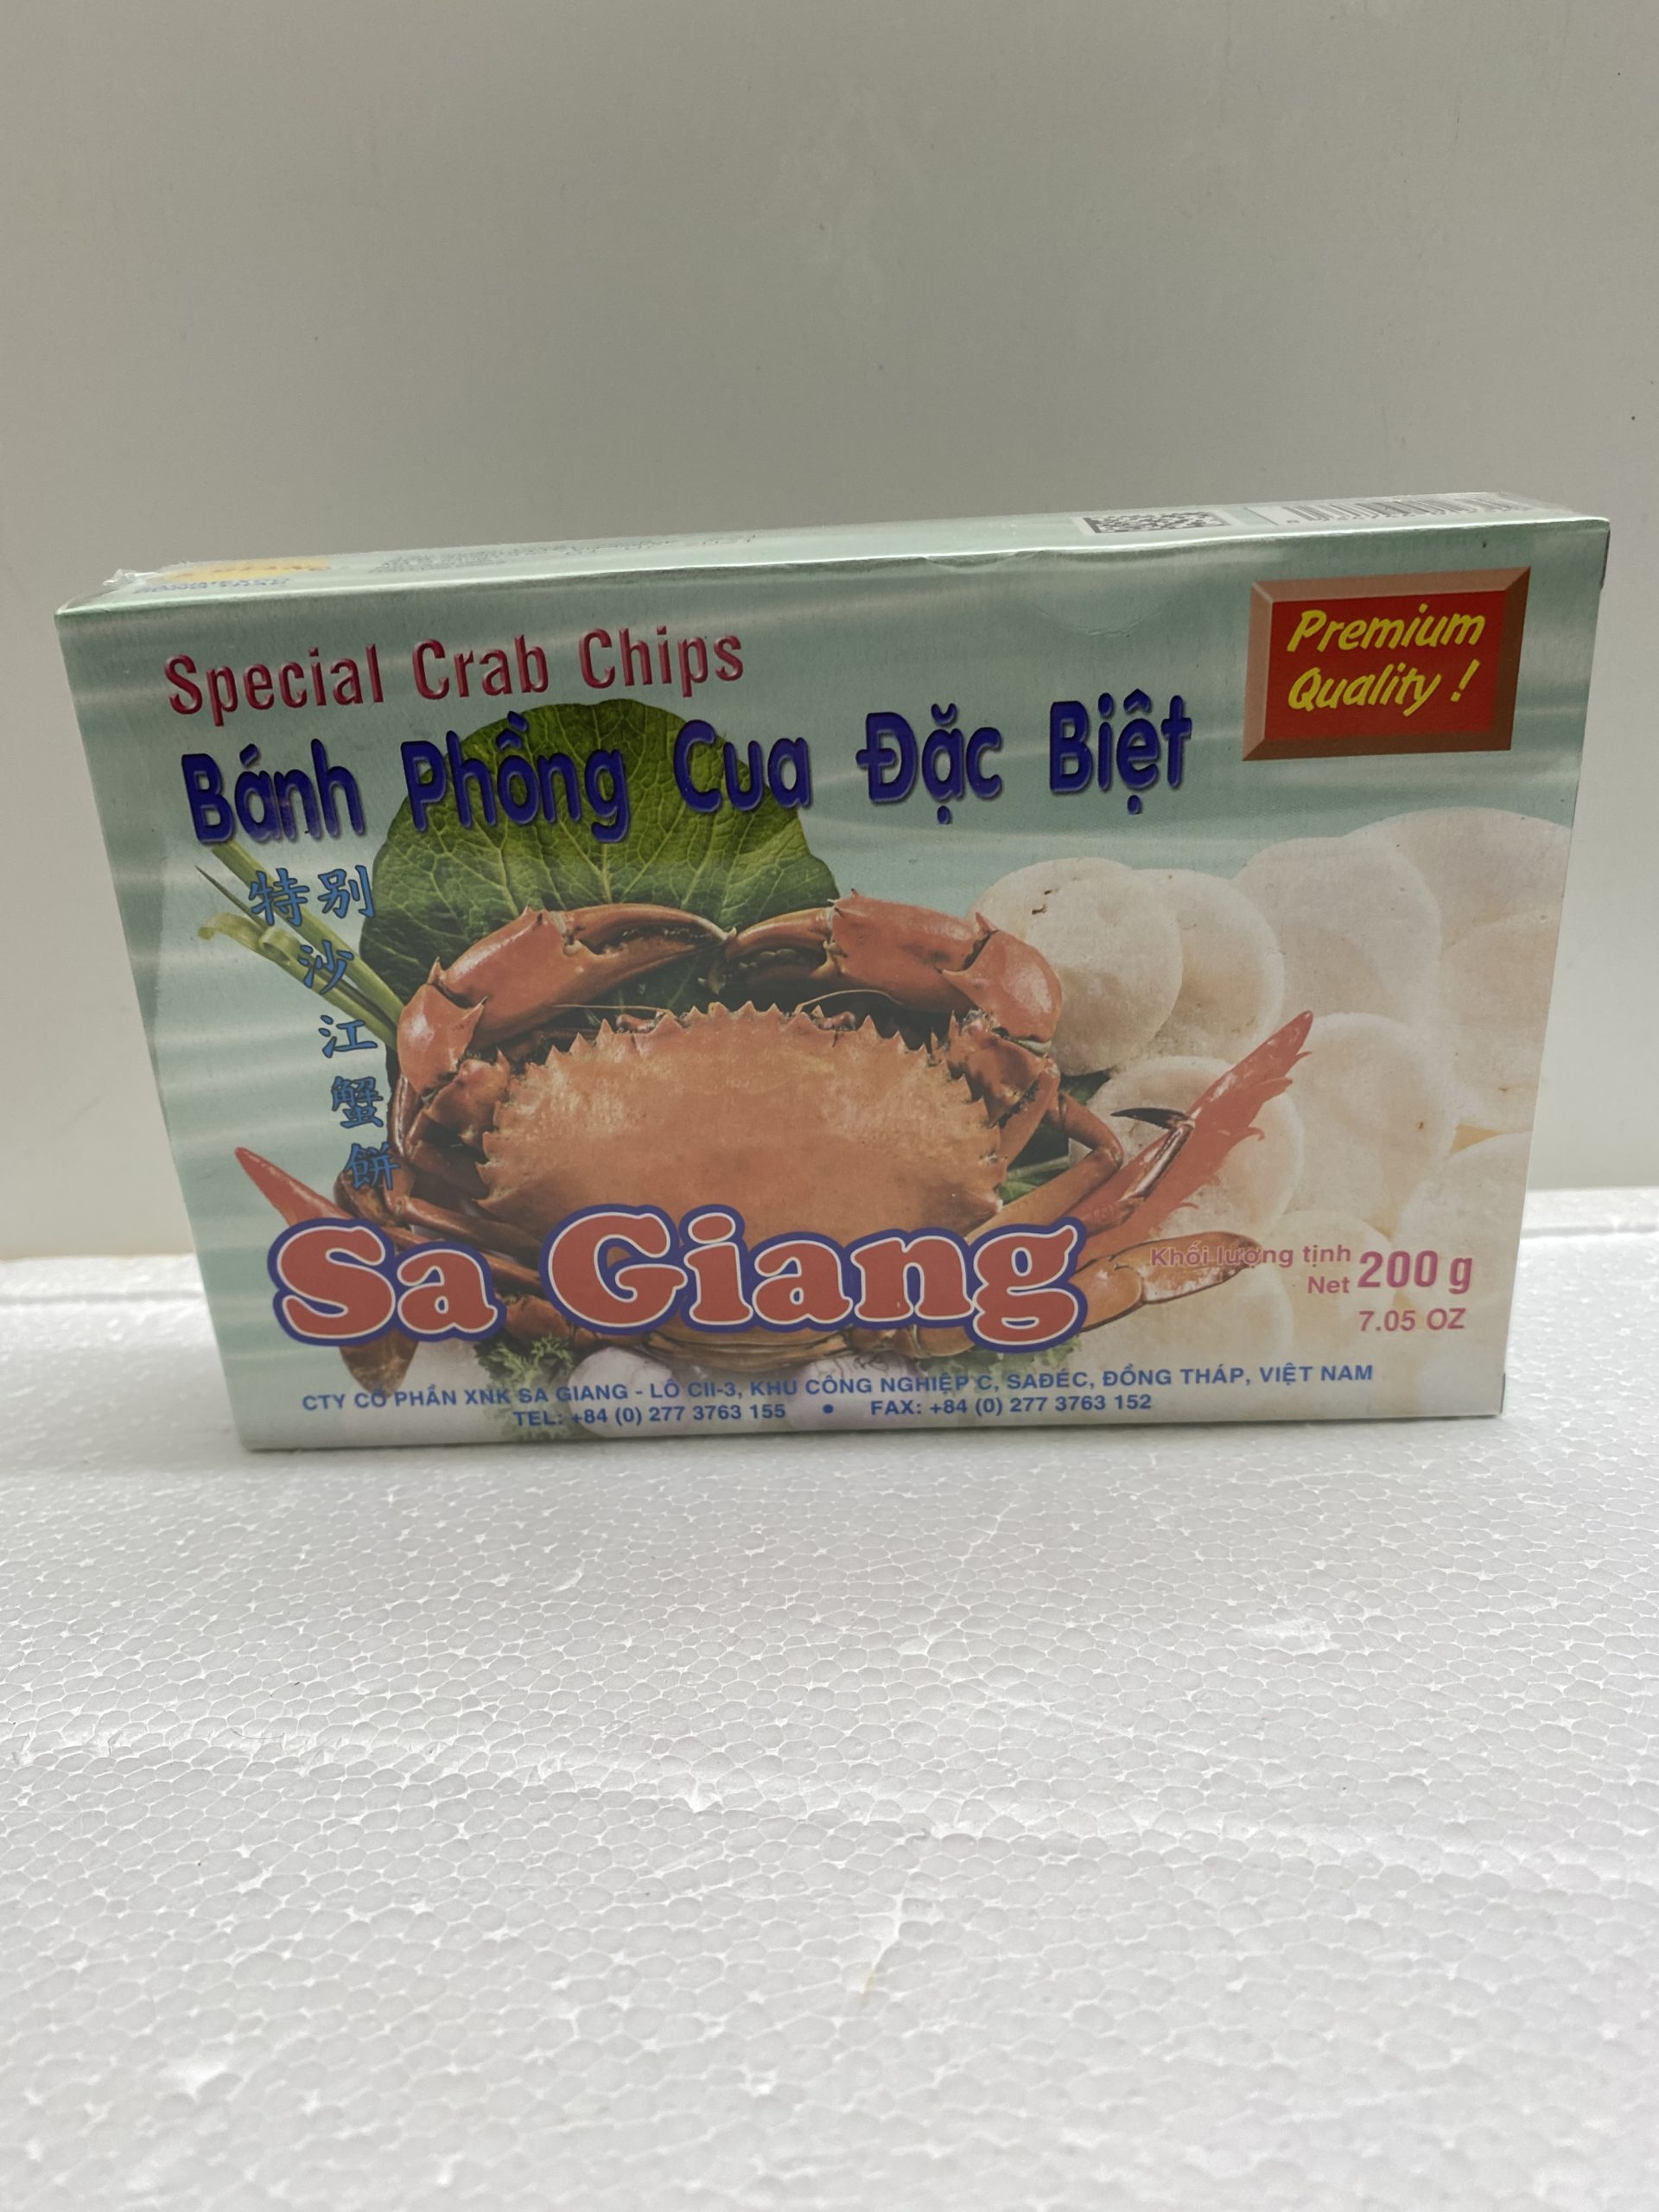 Special Crab Chips
Premium
Quality !
Bánh Phồng Cua Đặc Biệt
特别
沙
江
蟹
餅
Sa Giang
Khối lượng tịnh
Net 200 g
7.05 OZ
CTY CỔ PHẦN XNK SA GIANG - LÔ CII-3, KHU CÔNG NGHIỆP C, SAĐÉC, ĐỒNG THÁP, VIỆT NAM
TEL: +84 (0) 277 3763 155 • FAX: +84 (0) 277 3763 152